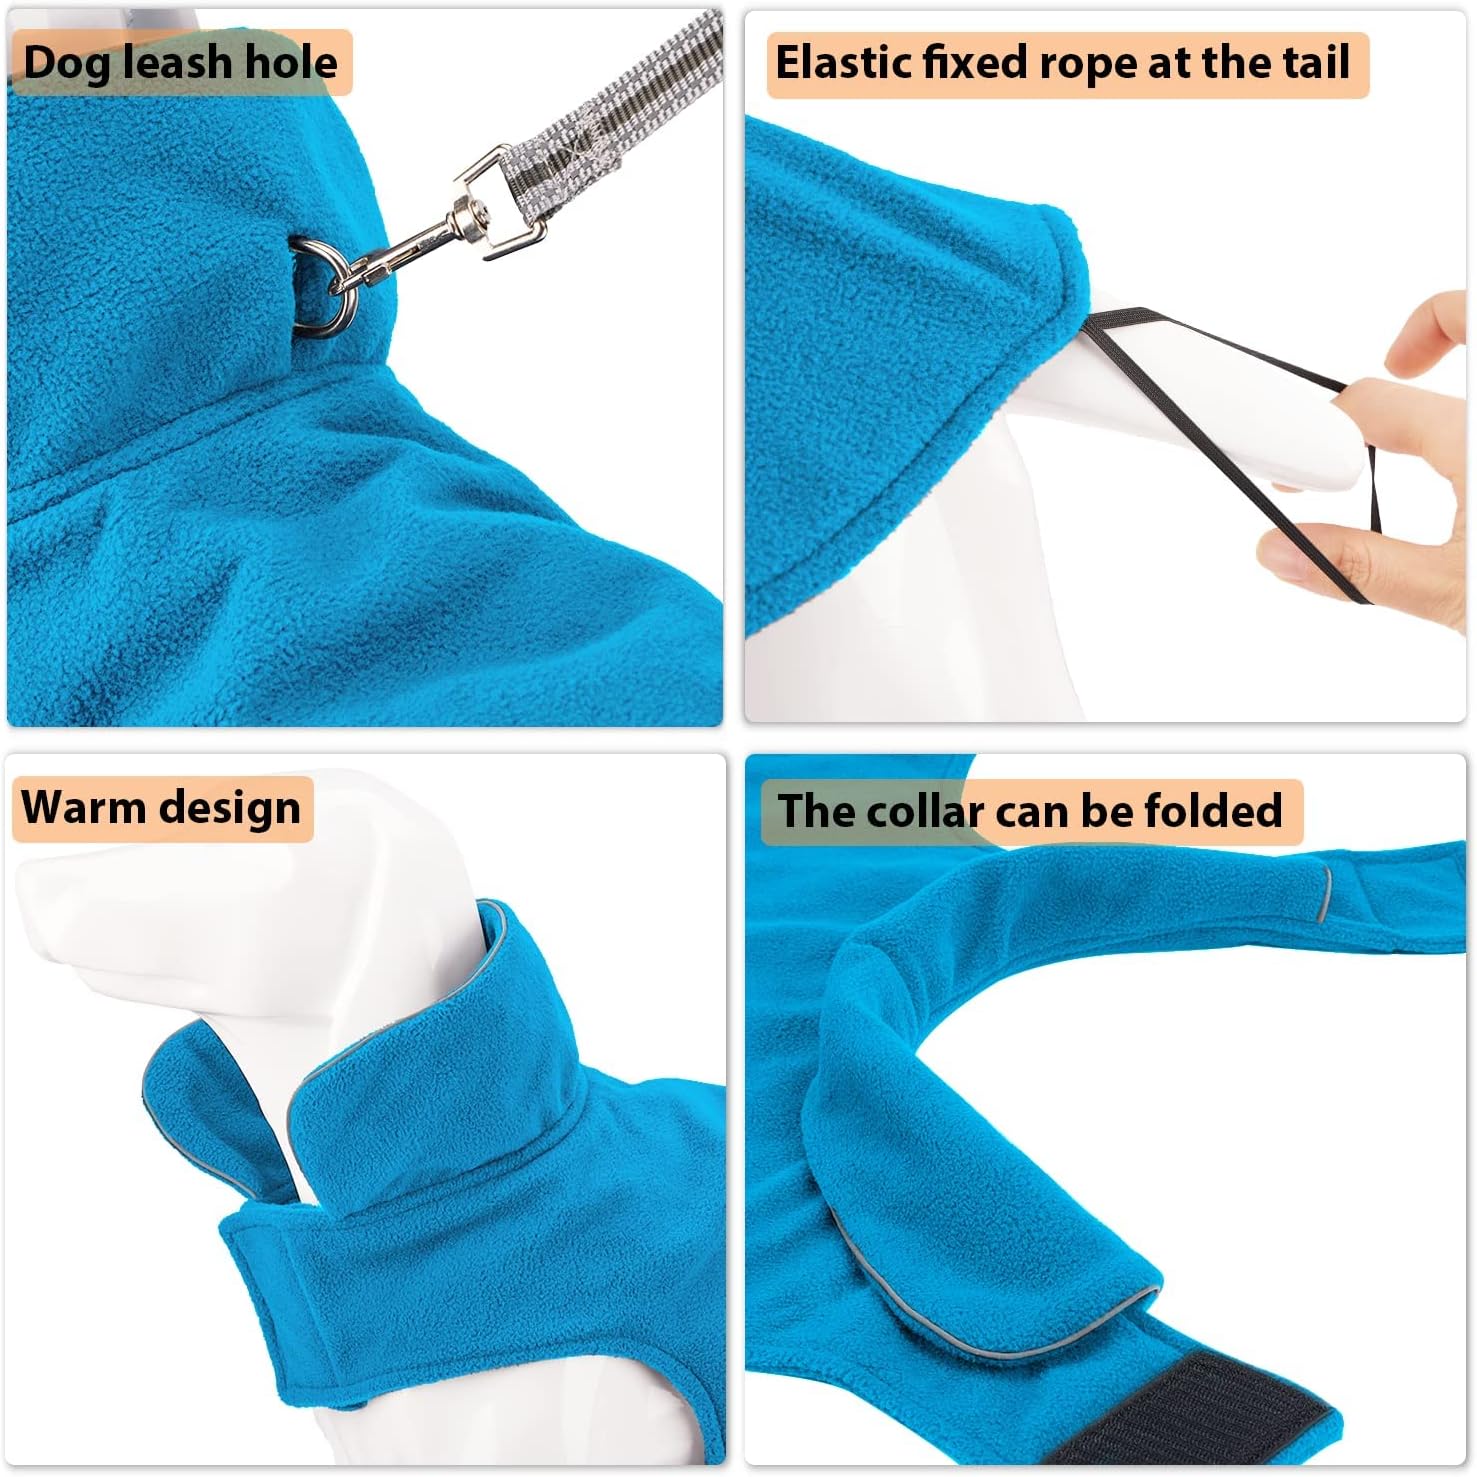 Dog leash hole
Elastic fixed rope at the tail
Warm design
The collar can be folded